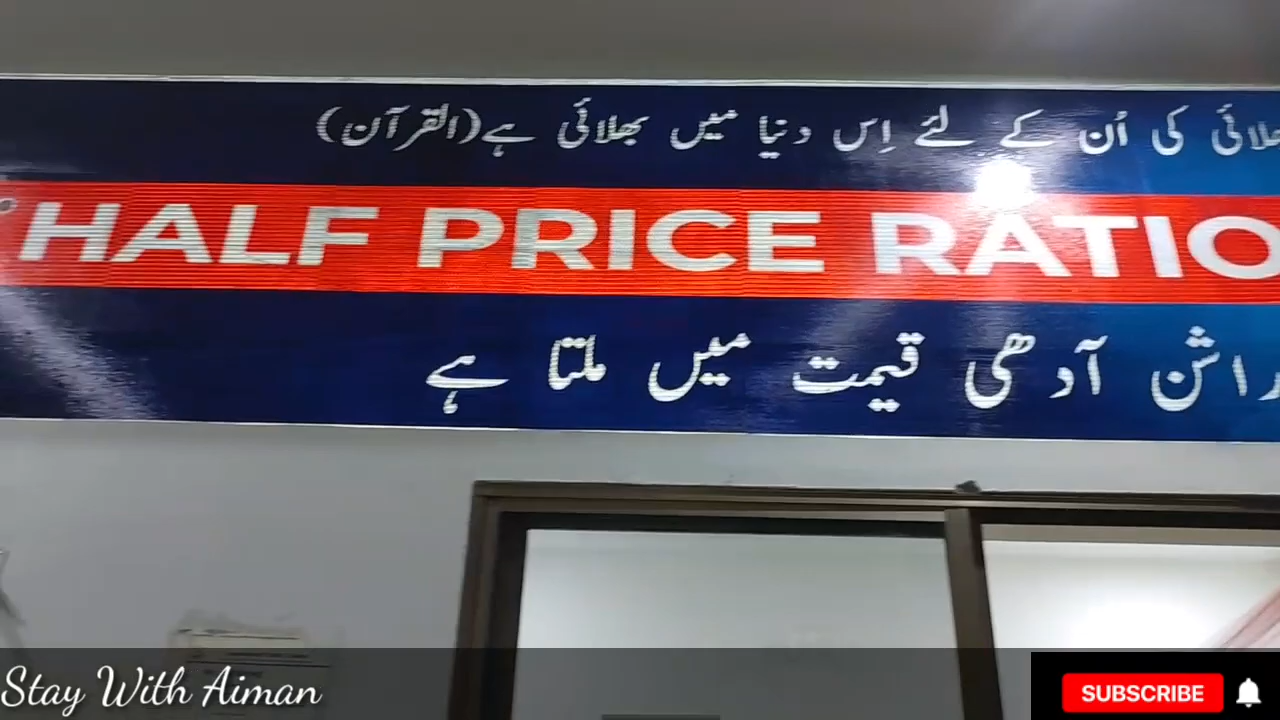 بھلائی کی اُن کے لئے اِس دنیا میں بھلائی ہے (القرآن)
HALF PRICE RATIO
راشن آدھی قیمت میں ملتا ہے
Stay With Aiman
SUBSCRIBE